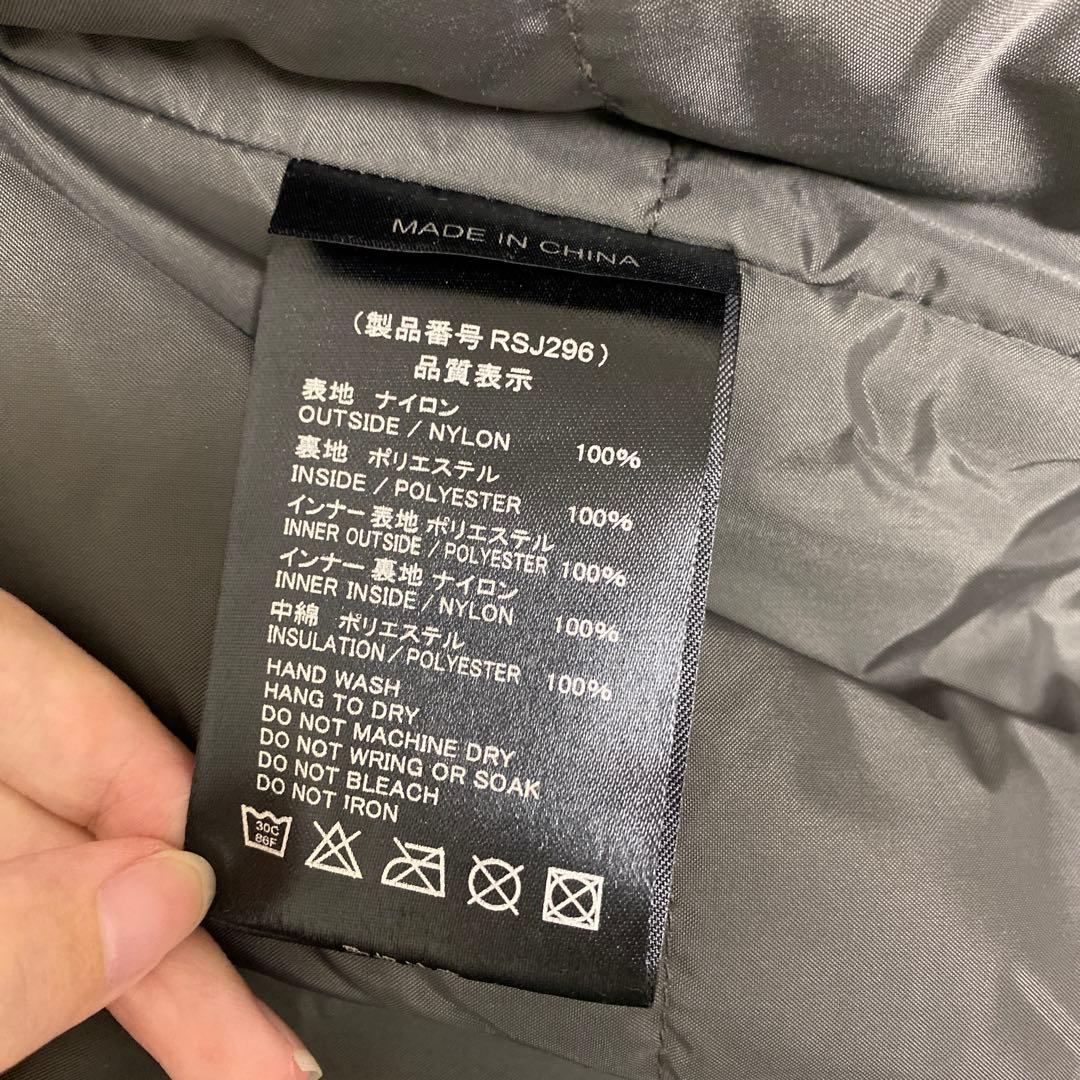 MADE IN CHINA
(製品番号 RSJ296)
品質表示
表地 ナイロン
OUTSIDE / NYLON 100%
裏地 ポリエステル
INSIDE / POLYESTER 100%
インナー 表地 ポリエステル
INNER OUTSIDE / POLYESTER 100%
インナー 裏地 ナイロン
INNER INSIDE / NYLON 100%
中綿 ポリエステル
INSULATION / POLYESTER 100%
HAND WASH
HANG TO DRY
DO NOT MACHINE DRY
DO NOT WRING OR SOAK
DO NOT BLEACH
DO NOT IRON
30C
86F